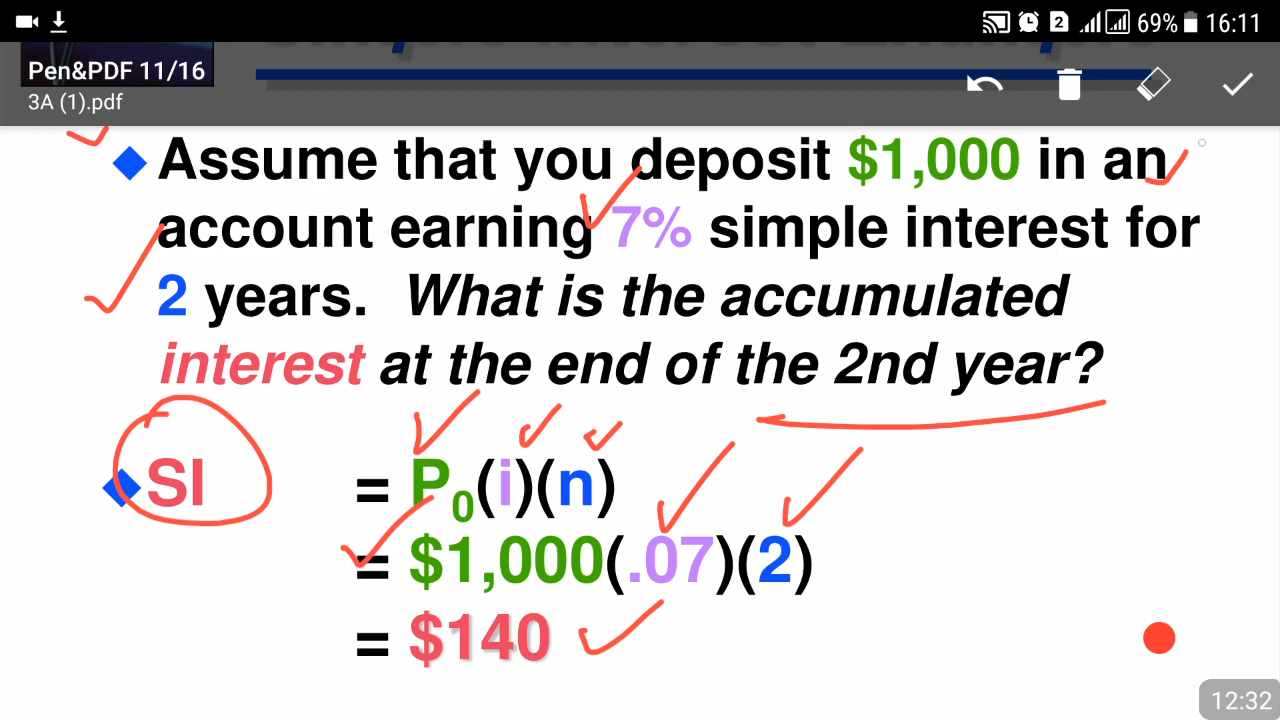 69% 16:11
Pen&PDF 11/16
3A (1).pdf
Assume that you deposit $1,000 in an
account earning 7% simple interest for
2 years. What is the accumulated
interest at the end of the 2nd year?
SI = P0(i)(n)
= $1,000(.07)(2)
= $140
12:32